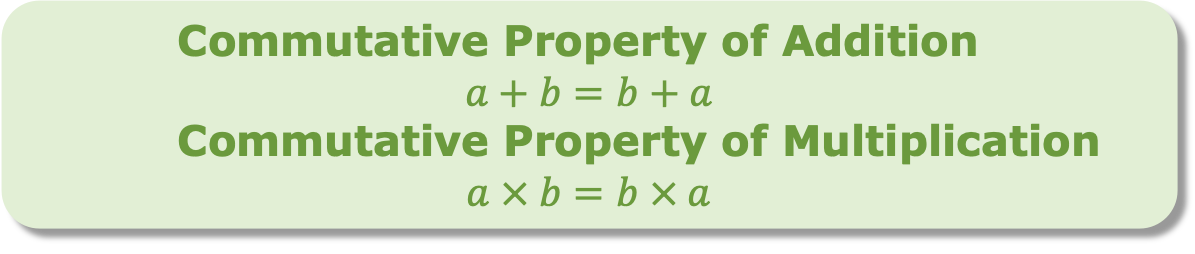 Commutative Property of Addition
a + b = b + a
Commutative Property of Multiplication
a × b = b × a